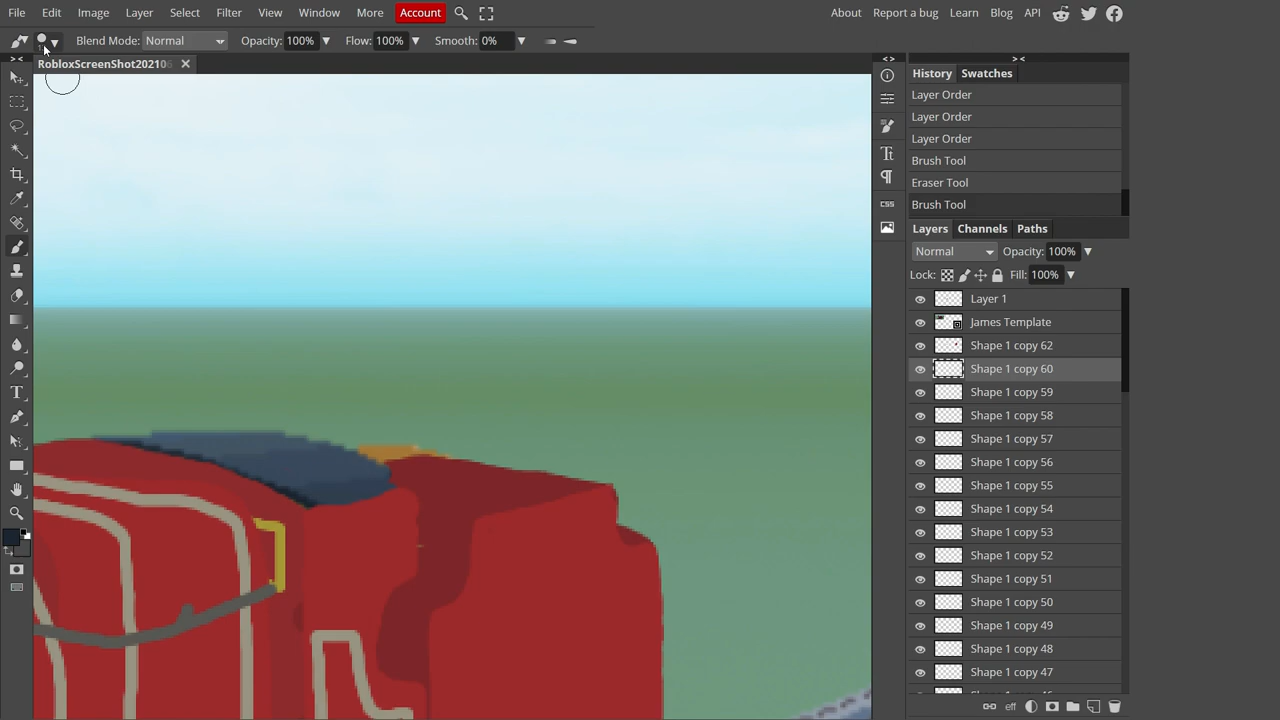 File Edit Image Layer Select Filter View Window More Account About Report a bug Learn Blog API
Blend Mode: Normal Opacity: 100% Flow: 100% Smooth: 0%
RobloxScreenShot202106
History Swatches
Layer Order
Layer Order
Layer Order
Brush Tool
Eraser Tool
Brush Tool
Layers Channels Paths
Normal Opacity: 100%
Lock: Fill: 100%
Layer 1
James Template
Shape 1 copy 62
Shape 1 copy 60
Shape 1 copy 59
Shape 1 copy 58
Shape 1 copy 57
Shape 1 copy 56
Shape 1 copy 55
Shape 1 copy 54
Shape 1 copy 53
Shape 1 copy 52
Shape 1 copy 51
Shape 1 copy 50
Shape 1 copy 49
Shape 1 copy 48
Shape 1 copy 47
eff
CSS